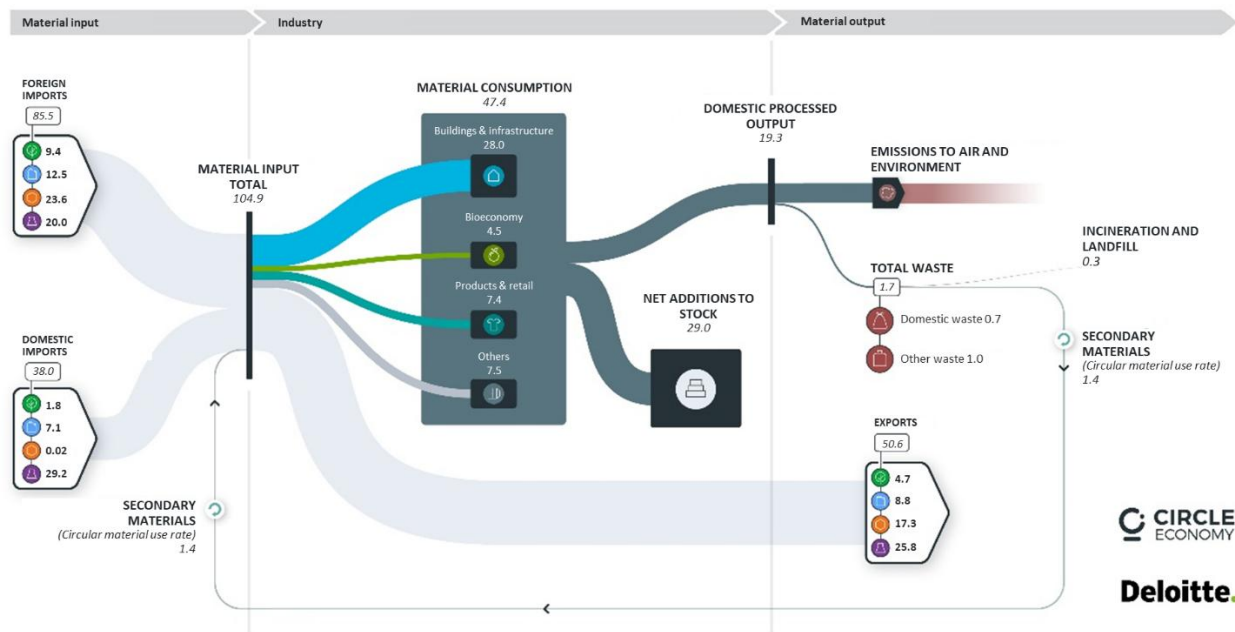 Material input
Industry
Material output
FOREIGN
IMPORTS
85.5
9.4
12.5
23.6
20.0
DOMESTIC
IMPORTS
38.0
1.8
7.1
0.02
29.2
SECONDARY
MATERIALS
(Circular material use rate)
1.4
MATERIAL INPUT
TOTAL
104.9
MATERIAL CONSUMPTION
47.4
Buildings & infrastructure
28.0
Bioeconomy
4.5
Products & retail
7.4
Others
7.5
NET ADDITIONS TO
STOCK
29.0
DOMESTIC PROCESSED
OUTPUT
19.3
EMISSIONS TO AIR AND
ENVIRONMENT
TOTAL WASTE
1.7
Domestic waste 0.7
Other waste 1.0
INCINERATION AND
LANDFILL
0.3
SECONDARY
MATERIALS
(Circular material use rate)
1.4
EXPORTS
50.6
4.7
8.8
17.3
25.8
CIRCLE
ECONOMY
Deloitte.